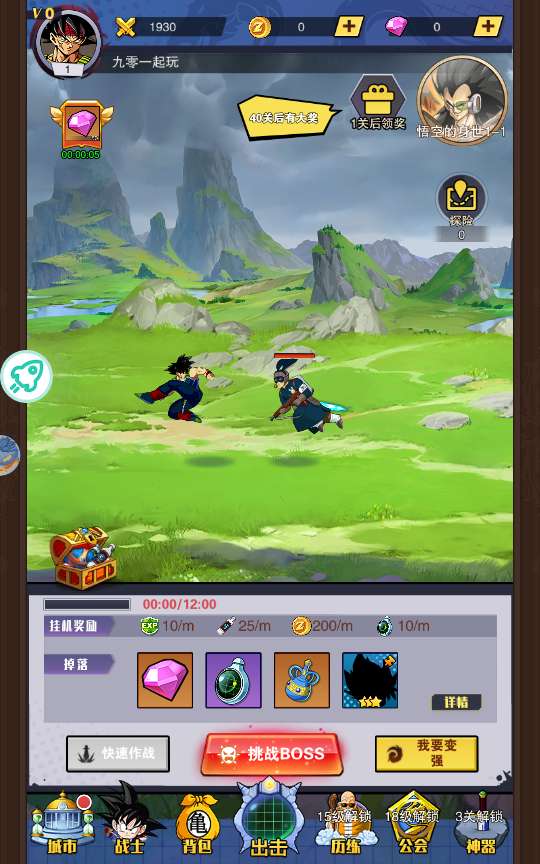 V 0
1930
0
0
1
九零一起玩
40关后有大奖
1关后领奖
悟空的身世1-1
00:00:05
探险
0
00:00/12:00
挂机奖励
EXP 10/m
25/m
200/m
10/m
掉落
详情
快速作战
挑战BOSS
我要变
强
15级解锁
18级解锁
3关解锁
城市
战士
背包
出击
历练
公会
神器